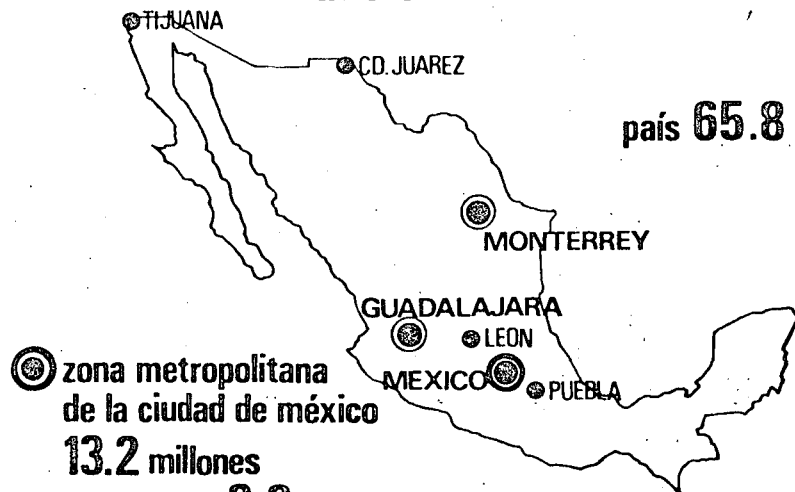 TIJUANA
CD. JUAREZ
país 65.8
MONTERREY
GUADALAJARA
LEON
MEXICO
PUEBLA
zona metropolitana
de la ciudad de méxico
13.2 millones